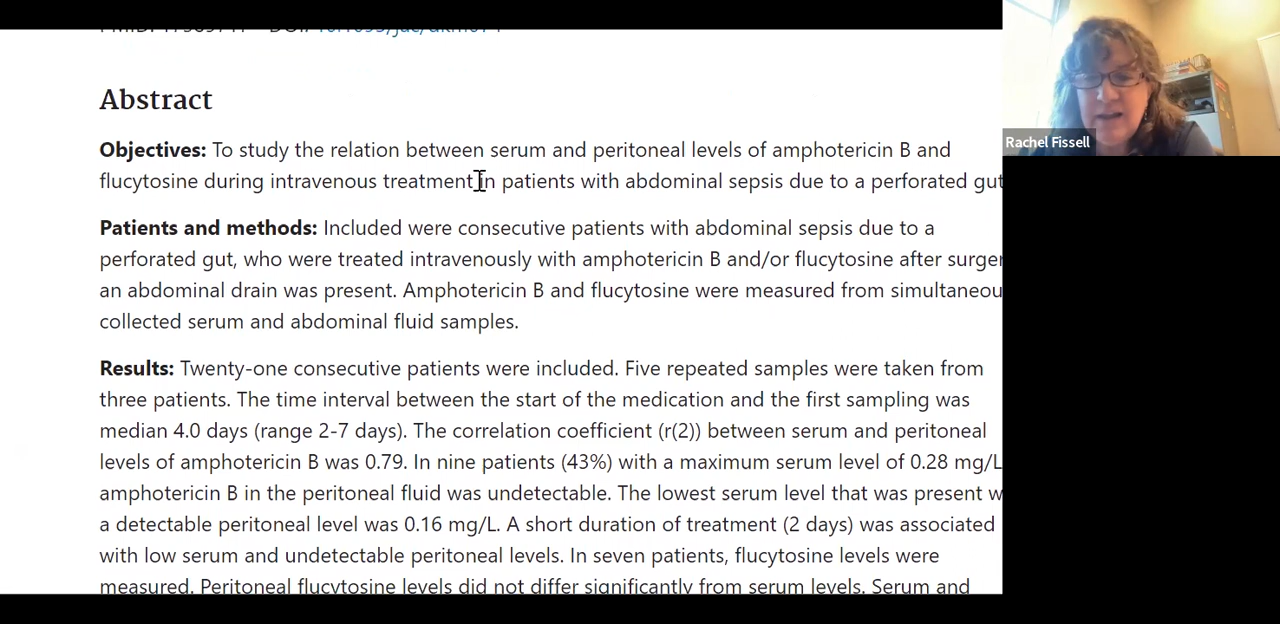 Abstract
Objectives: To study the relation between serum and peritoneal levels of amphotericin B and
flucytosine during intravenous treatment in patients with abdominal sepsis due to a perforated gut
Patients and methods: Included were consecutive patients with abdominal sepsis due to a
perforated gut, who were treated intravenously with amphotericin B and/or flucytosine after surger
an abdominal drain was present. Amphotericin B and flucytosine were measured from simultaneou
collected serum and abdominal fluid samples.
Results: Twenty-one consecutive patients were included. Five repeated samples were taken from
three patients. The time interval between the start of the medication and the first sampling was
median 4.0 days (range 2-7 days). The correlation coefficient (r(2)) between serum and peritoneal
levels of amphotericin B was 0.79. In nine patients (43%) with a maximum serum level of 0.28 mg/L
amphotericin B in the peritoneal fluid was undetectable. The lowest serum level that was present w
a detectable peritoneal level was 0.16 mg/L. A short duration of treatment (2 days) was associated
with low serum and undetectable peritoneal levels. In seven patients, flucytosine levels were
measured. Peritoneal flucytosine levels did not differ significantly from serum levels. Serum and
Rachel Fissell